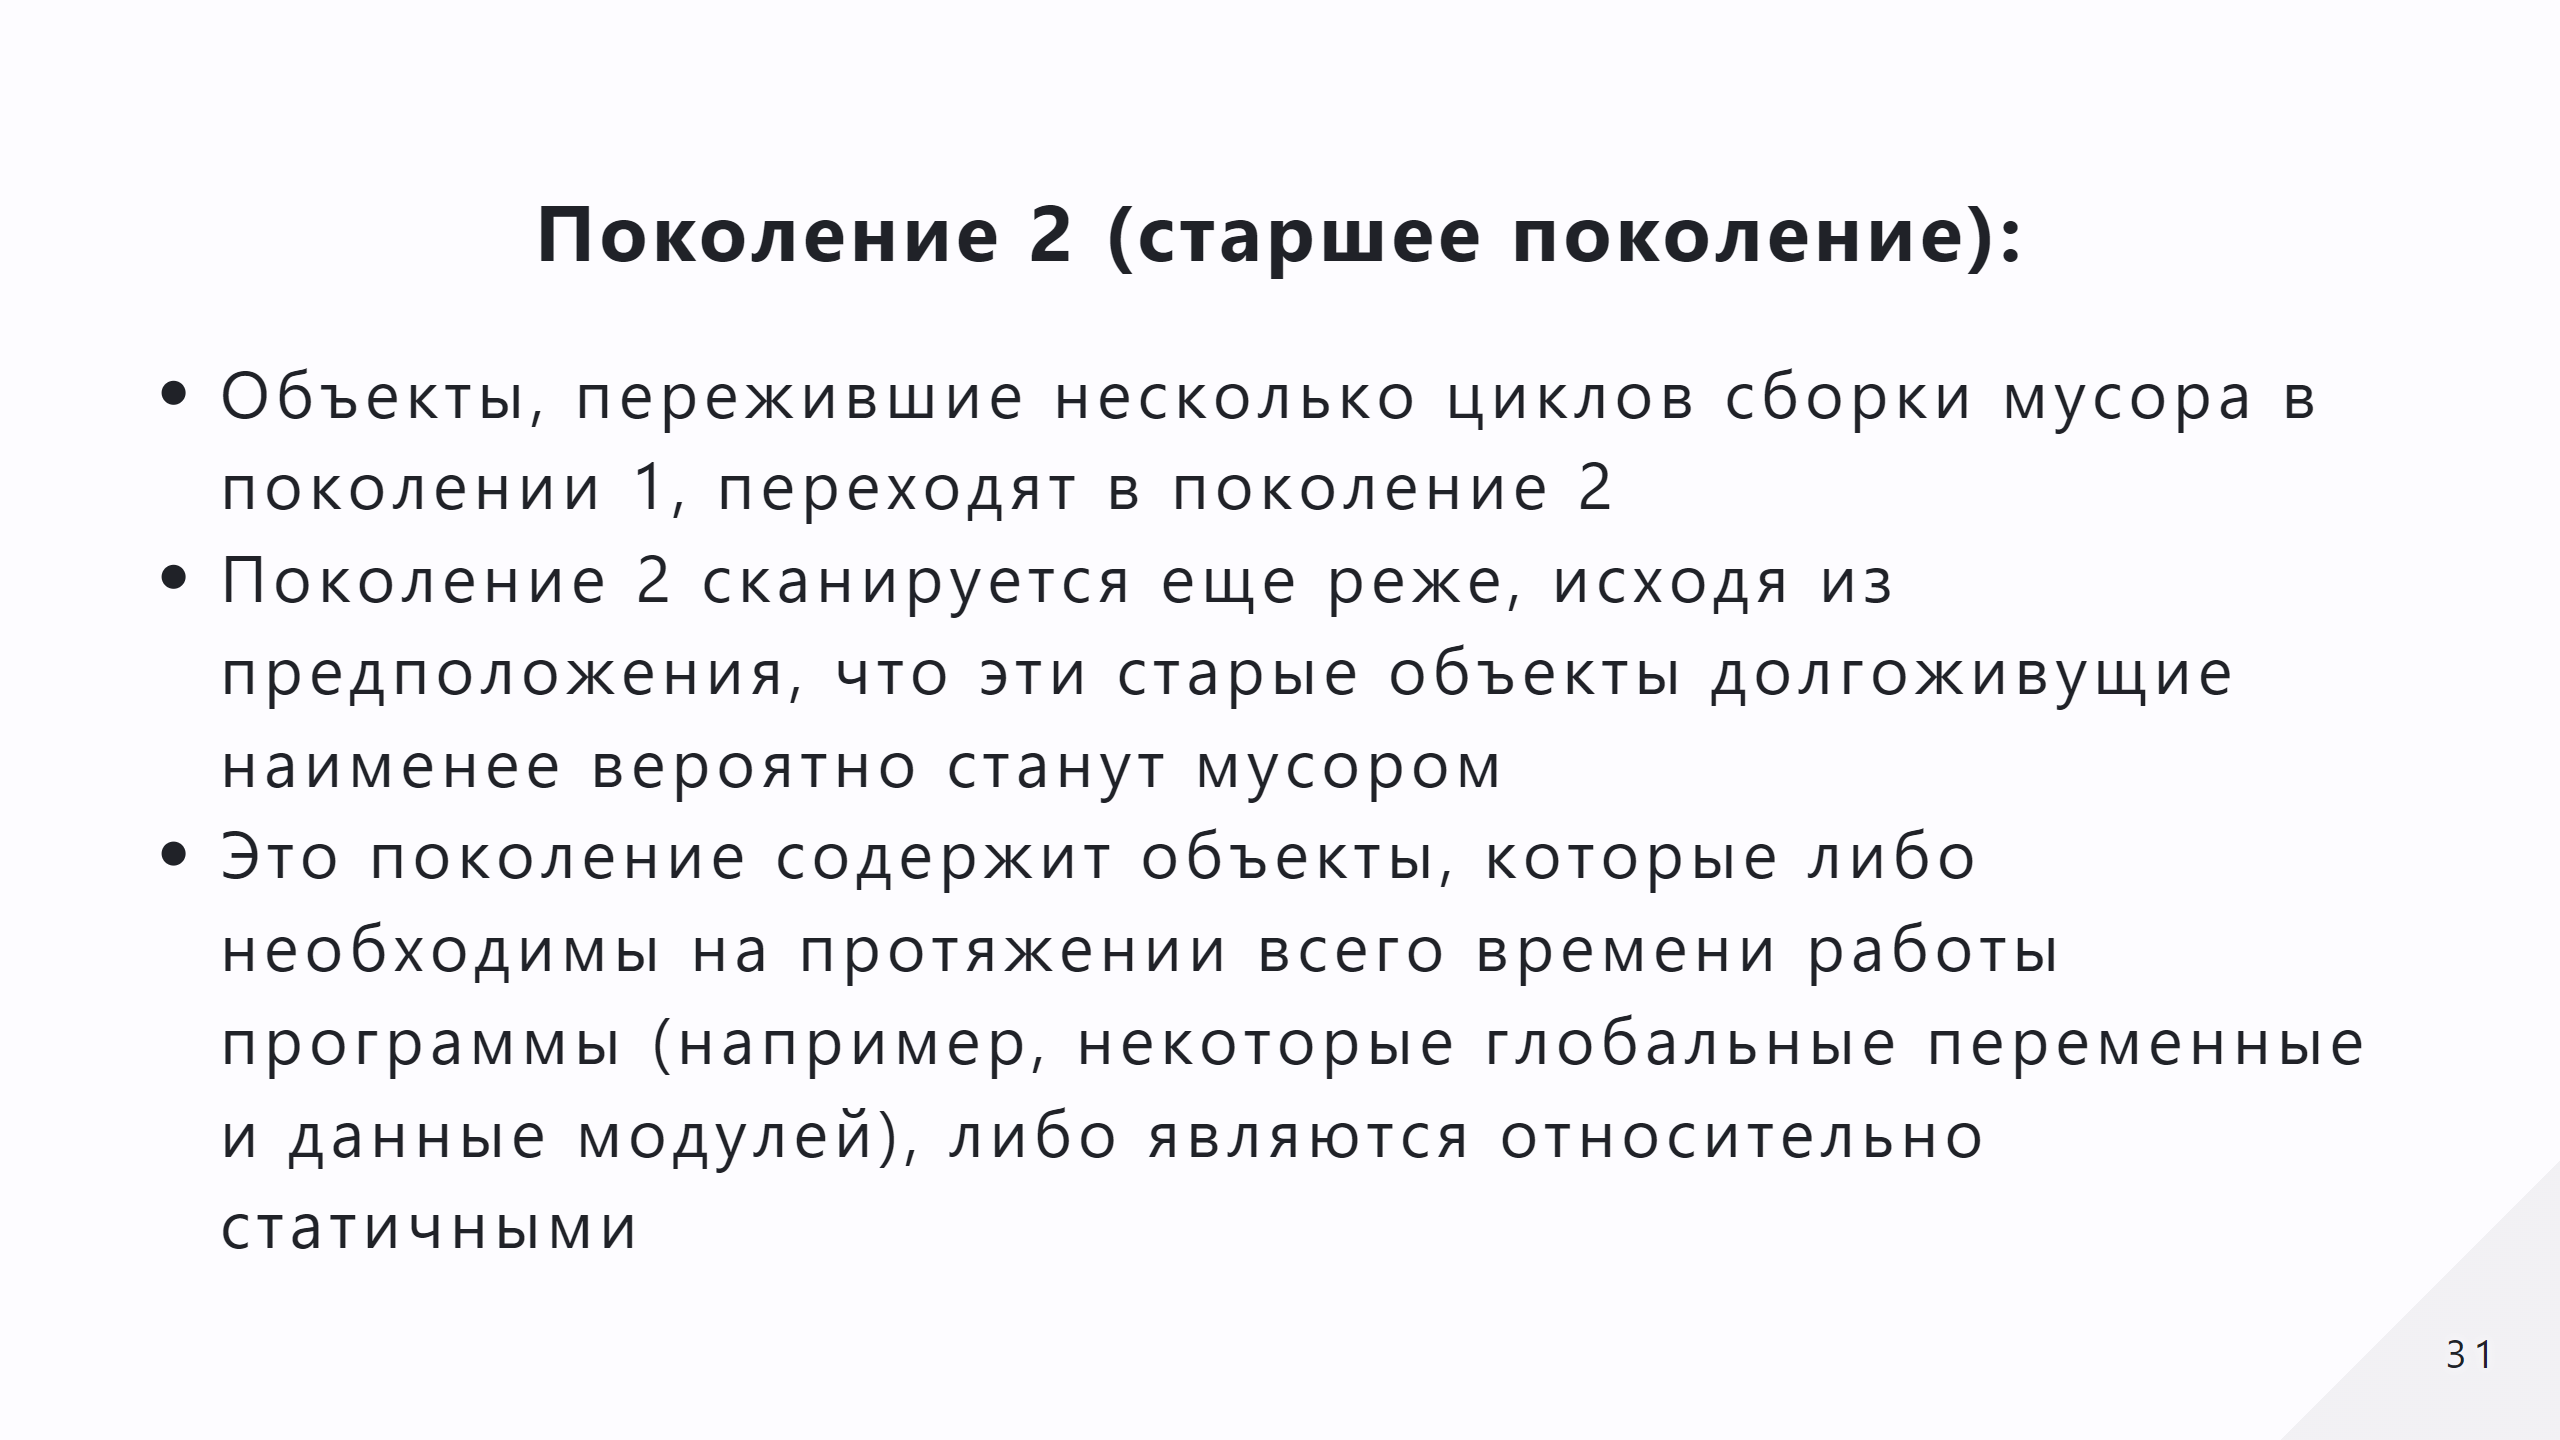 Поколение 2 (старшее поколение):
• Объекты, пережившие несколько циклов сборки мусора в
поколении 1, переходят в поколение 2
• Поколение 2 сканируется еще реже, исходя из
предположения, что эти старые объекты долгоживущие
наименее вероятно станут мусором
• Это поколение содержит объекты, которые либо
необходимы на протяжении всего времени работы
программы (например, некоторые глобальные переменные
и данные модулей), либо являются относительно
статичными
31